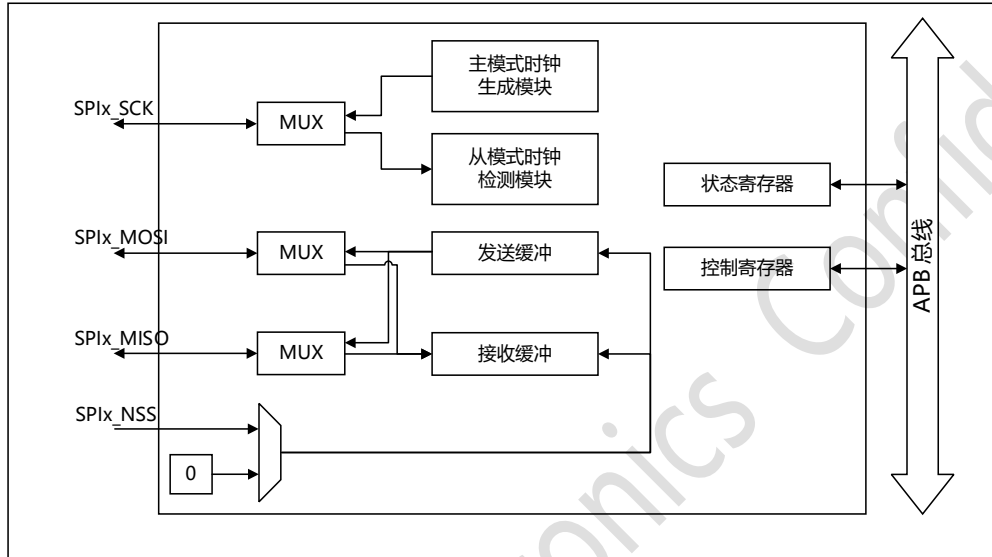 主模式时钟
生成模块
SPIx_SCK
MUX
从模式时钟
检测模块
状态寄存器
SPIx_MOSI
MUX
发送缓冲
控制寄存器
APB 总线
SPIx_MISO
MUX
接收缓冲
SPIx_NSS
0
onics Confid